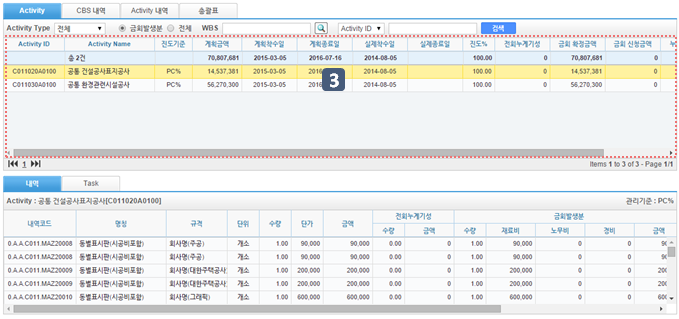 Activity CBS 내역 Activity 내역 총괄표
Activity Type 전체 금회발생분 전체 WBS Activity ID 검색
Activity ID Activity Name 진도기준 계획금액 계획착수일 계획종료일 실제착수일 실제종료일 진도% 전회누계기성 금회 확정금액 금회 신청금액
총 2건 70,807,681 2015-03-05 2016-07-16 2014-08-05 100.00 0 70,807,681 0
C011020A0100 공통 건설공사표지공사 PC% 14,537,381 2015-03-05 2016 2014-08-05 100.00 0 14,537,381 0
C011030A0100 공통 환경관련시설공사 PC% 56,270,300 2015-03-05 2016 2014-08-05 100.00 0 56,270,300 0
3
1 Items 1 to 3 of 3 - Page 1/1
내역 Task
Activity : 공통 건설공사표지공사[C011020A0100] 관리기준 : PC%
내역코드 명칭 규격 단위 수량 단가 금액 전회누계기성 금회발생분
수량 금액 수량 재료비 노무비 경비 금액
0.A.A.C011.MAZ20008 동별표시판(시공비포함) 회사명(주공) 개소 1.00 90,000 90,000 0.00 0 1.00 90,000 0 0 90
0.A.A.C011.MAZ20008 동별표시판(시공비포함) 회사명(주공) 개소 1.00 90,000 90,000 0.00 0 1.00 90,000 0 0 90
0.A.A.C011.MAZ20009 동별표시판(시공비포함) 회사명(대한주택공사) 개소 1.00 200,000 200,000 0.00 0 1.00 200,000 0 0 200
0.A.A.C011.MAZ20009 동별표시판(시공비포함) 회사명(대한주택공사) 개소 1.00 200,000 200,000 0.00 0 1.00 200,000 0 0 200
0.A.A.C011.MAZ20010 동별표시판(시공비포함) 회사명(그래픽) 개소 1.00 600,000 600,000 0.00 0 1.00 600,000 0 0 600